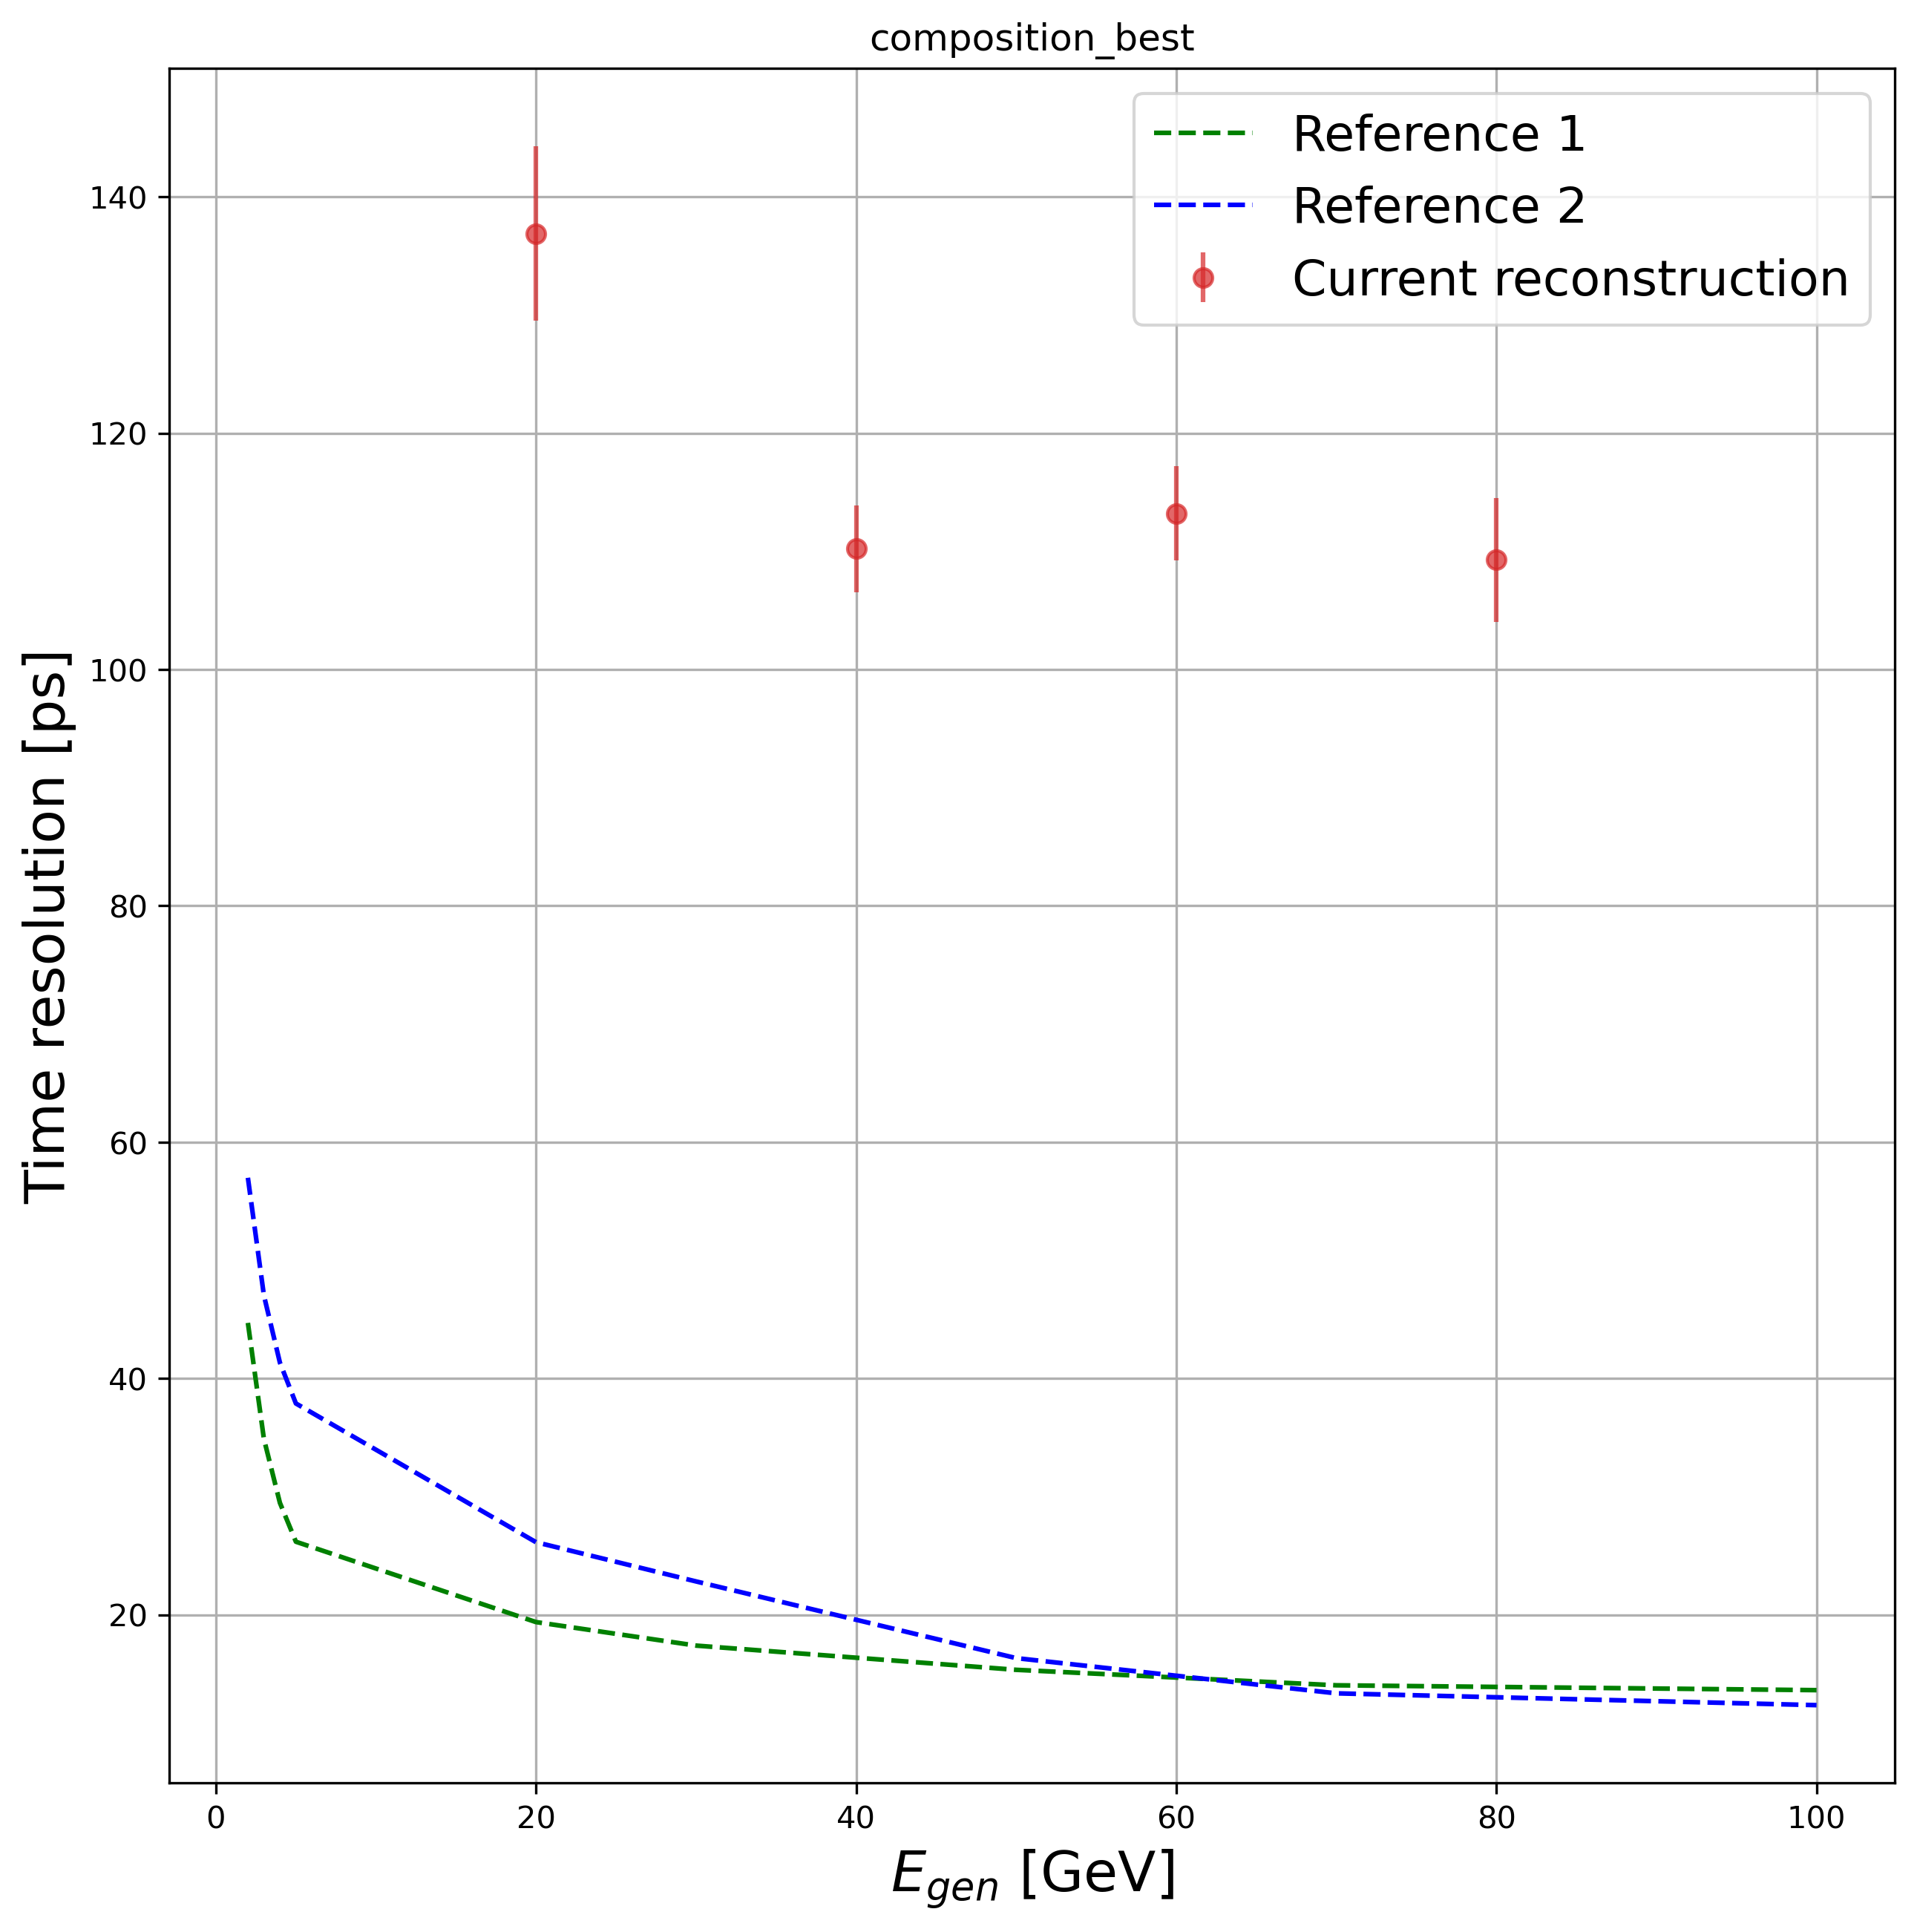 composition_best
Reference 1
Reference 2
Current reconstruction
Time resolution [ps]
140
120
100
80
60
40
20
0
20
40
60
80
100
E_gen [GeV]